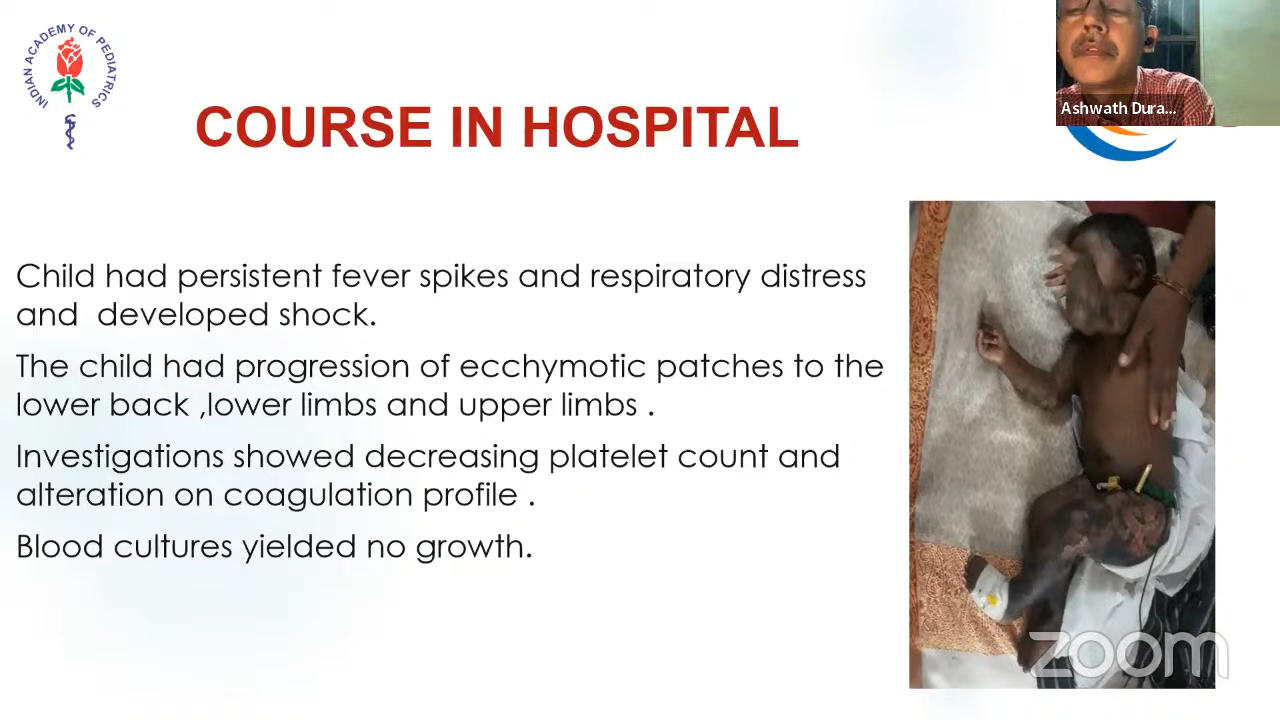 INDIAN ACADEMY OF PEDIATRICS
Ashwath Dura...
COURSE IN HOSPITAL
Child had persistent fever spikes and respiratory distress
and  developed shock.
The child had progression of ecchymotic patches to the
lower back ,lower limbs and upper limbs .
Investigations showed decreasing platelet count and
alteration on coagulation profile .
Blood cultures yielded no growth.
zoom